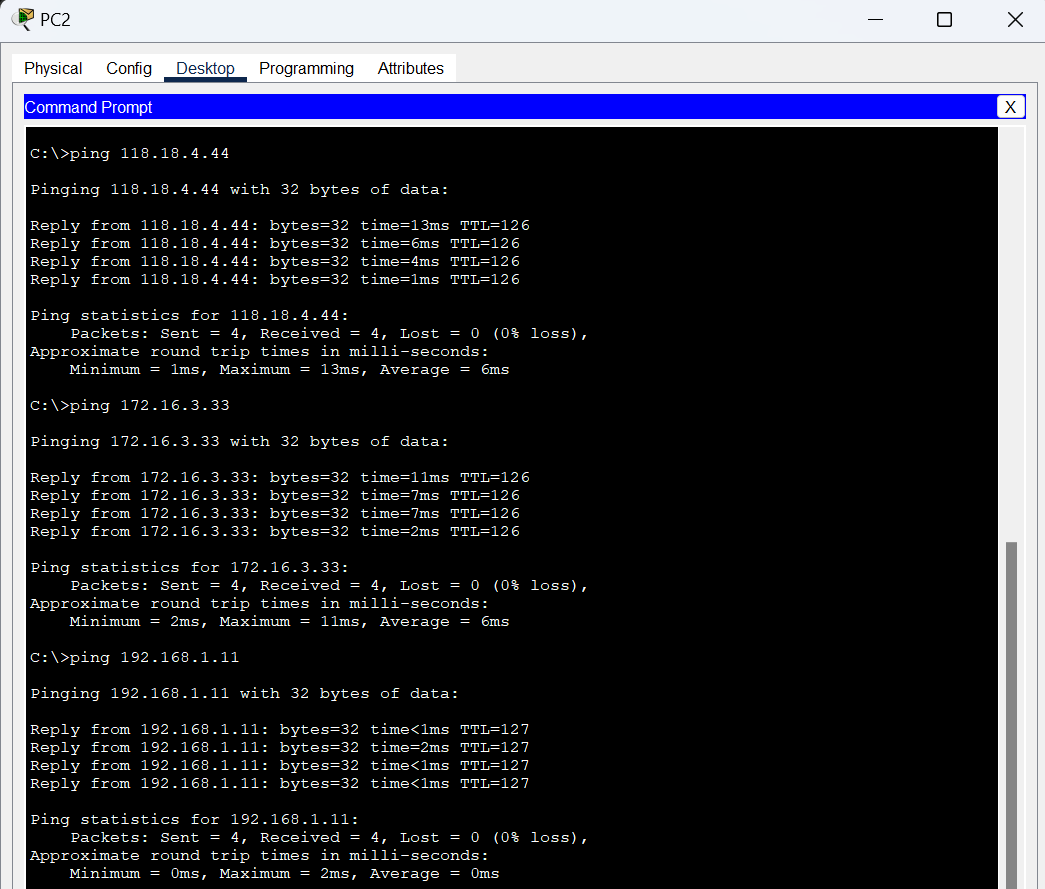 PC2
Physical Config Desktop Programming Attributes
Command Prompt X
C:\>ping 118.18.4.44
Pinging 118.18.4.44 with 32 bytes of data:
Reply from 118.18.4.44: bytes=32 time=13ms TTL=126
Reply from 118.18.4.44: bytes=32 time=6ms TTL=126
Reply from 118.18.4.44: bytes=32 time=4ms TTL=126
Reply from 118.18.4.44: bytes=32 time=1ms TTL=126
Ping statistics for 118.18.4.44:
Packets: Sent = 4, Received = 4, Lost = 0 (0% loss),
Approximate round trip times in milli-seconds:
Minimum = 1ms, Maximum = 13ms, Average = 6ms
C:\>ping 172.16.3.33
Pinging 172.16.3.33 with 32 bytes of data:
Reply from 172.16.3.33: bytes=32 time=11ms TTL=126
Reply from 172.16.3.33: bytes=32 time=7ms TTL=126
Reply from 172.16.3.33: bytes=32 time=7ms TTL=126
Reply from 172.16.3.33: bytes=32 time=2ms TTL=126
Ping statistics for 172.16.3.33:
Packets: Sent = 4, Received = 4, Lost = 0 (0% loss),
Approximate round trip times in milli-seconds:
Minimum = 2ms, Maximum = 11ms, Average = 6ms
C:\>ping 192.168.1.11
Pinging 192.168.1.11 with 32 bytes of data:
Reply from 192.168.1.11: bytes=32 time<1ms TTL=127
Reply from 192.168.1.11: bytes=32 time=2ms TTL=127
Reply from 192.168.1.11: bytes=32 time<1ms TTL=127
Reply from 192.168.1.11: bytes=32 time<1ms TTL=127
Ping statistics for 192.168.1.11:
Packets: Sent = 4, Received = 4, Lost = 0 (0% loss),
Approximate round trip times in milli-seconds:
Minimum = 0ms, Maximum = 2ms, Average = 0ms